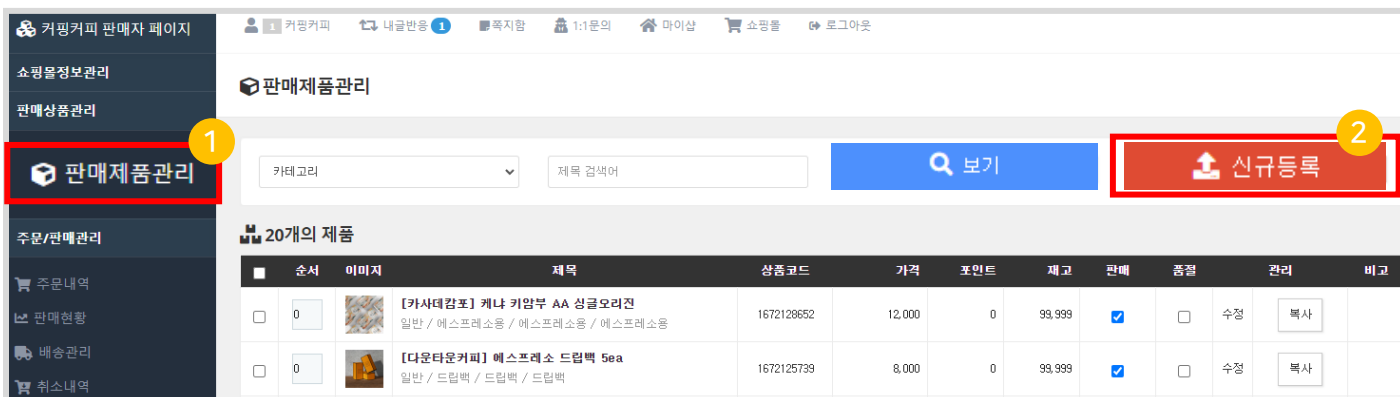 커핑커피 판매자 페이지
1 커핑커피 내글반응 1 쪽지함 1:1문의 마이샵 쇼핑몰 로그아웃
쇼핑몰정보관리
판매제품관리
판매상품관리
1
판매제품관리
카테고리 제목 검색어 보기 신규등록
2
주문/판매관리
20개의 제품
순서 이미지 제목 상품코드 가격 포인트 재고 판매 품절 관리 비고
주문내역
판매현황
배송관리
취소내역
0 [카사데캄포] 케냐 키암부 AA 싱글오리진 1672128652 12,000 0 99,999 수정 복사
일반 / 에스프레소용 / 에스프레소용 / 에스프레소용
0 [다운타운커피] 에스프레소 드립백 5ea 1672125739 8,000 0 99,999 수정 복사
일반 / 드립백 / 드립백 / 드립백